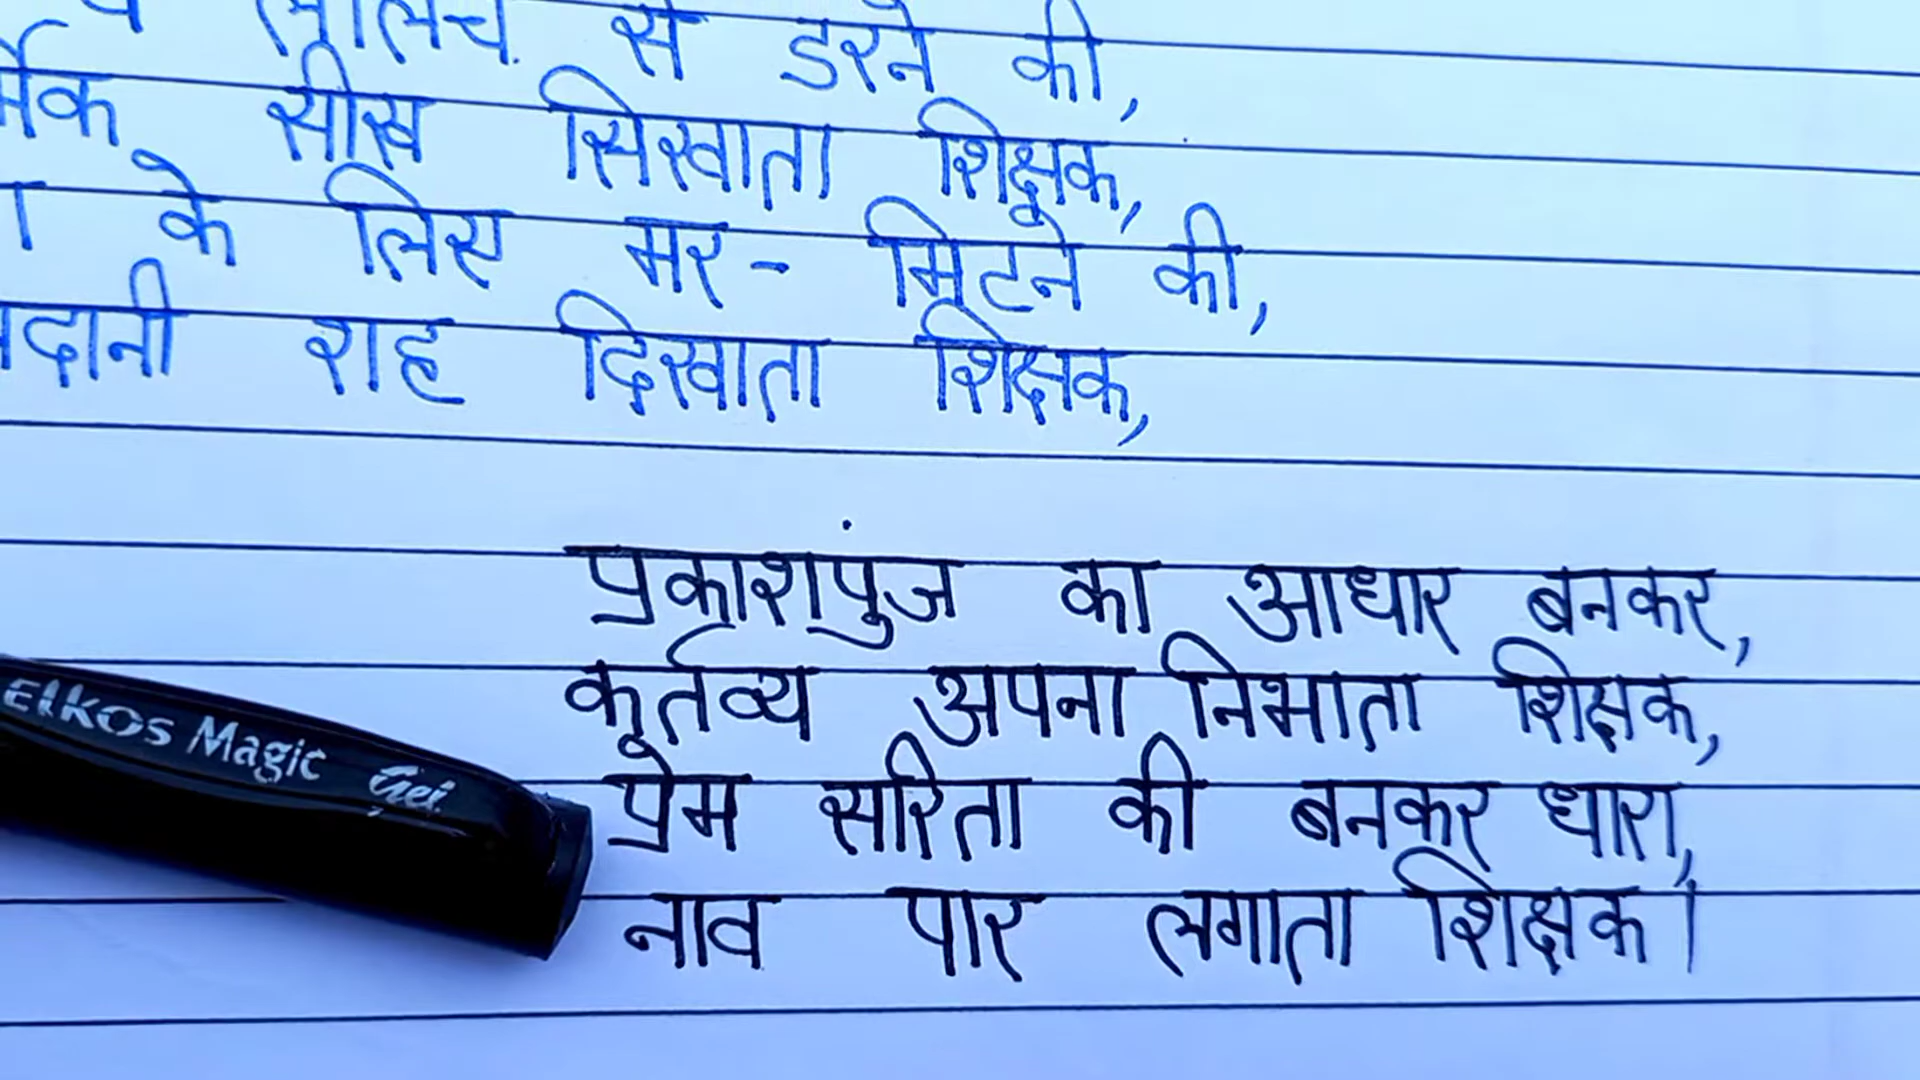 लालच से डरने की,
सीख सिखाता शिक्षक,
के लिए मर - मिटने की,
राह दिखाता शिक्षक,
प्रकाशपुंज का आधार बनकर,
कर्तव्य अपना निभाता शिक्षक,
प्रेम सरिता की बनकर धारा,
नाव पार लगाता शिक्षक।
Elkos Magic Gel